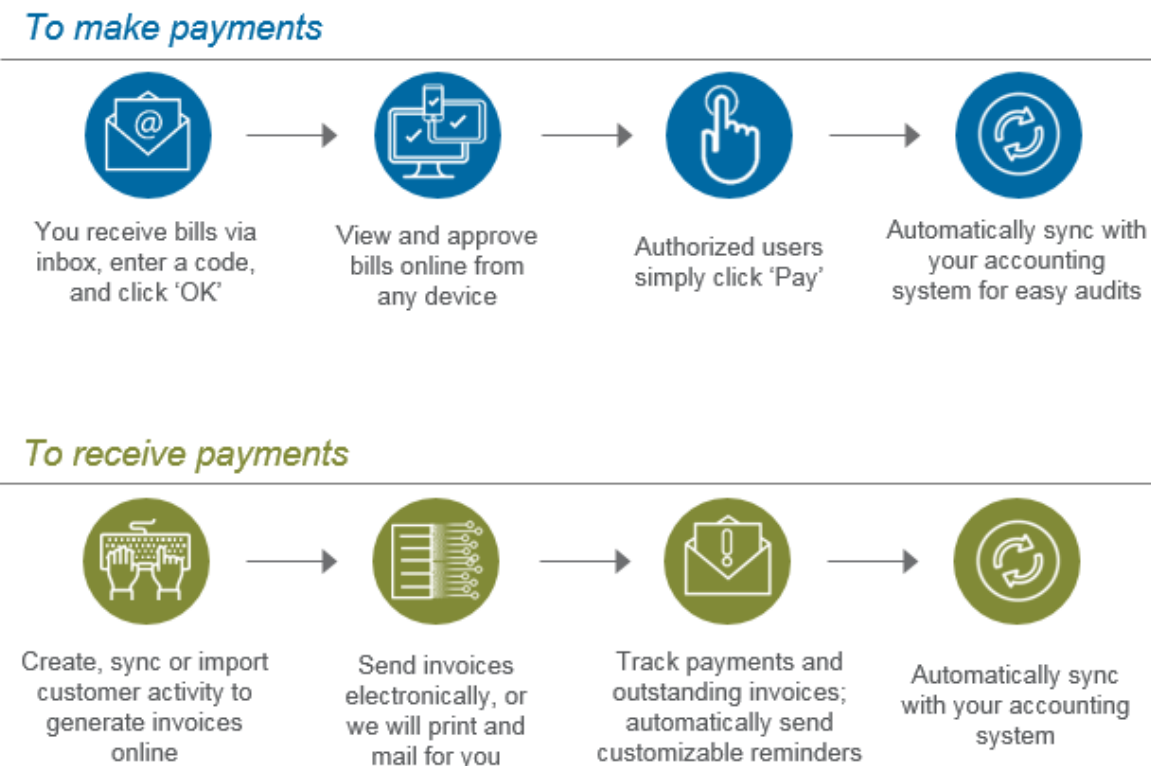 To make payments
You receive bills via
inbox, enter a code,
and click ‘OK’
View and approve
bills online from
any device
Authorized users
simply click ‘Pay’
Automatically sync with
your accounting
system for easy audits
To receive payments
Create, sync or import
customer activity to
generate invoices
online
Send invoices
electronically, or
we will print and
mail for you
Track payments and
outstanding invoices;
automatically send
customizable reminders
Automatically sync
with your accounting
system